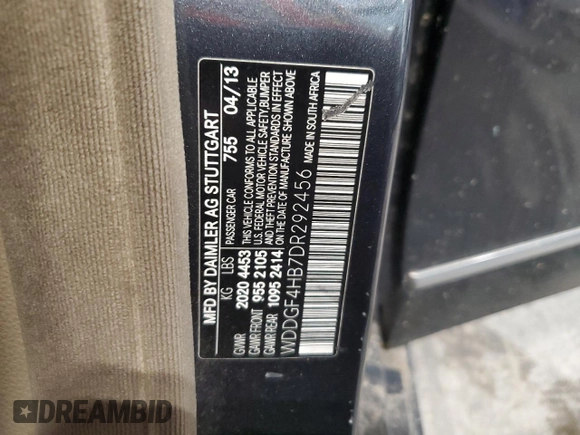 MFD BY DAIMLER AG STUTTGART
PASSENGER CAR 755 04/13
KG LBS
GVWR 2020 4453
GAWR FRONT 955 2105
GAWR REAR 1095 2414
THIS VEHICLE CONFORMS TO ALL APPLICABLE
U.S. FEDERAL MOTOR VEHICLE SAFETY,BUMPER
AND THEFT PREVENTION STANDARDS IN EFFECT
ON THE DATE OF MANUFACTURE SHOWN ABOVE
WDDGF4HB7DR292456 MADE IN SOUTH AFRICA
DREAMBID